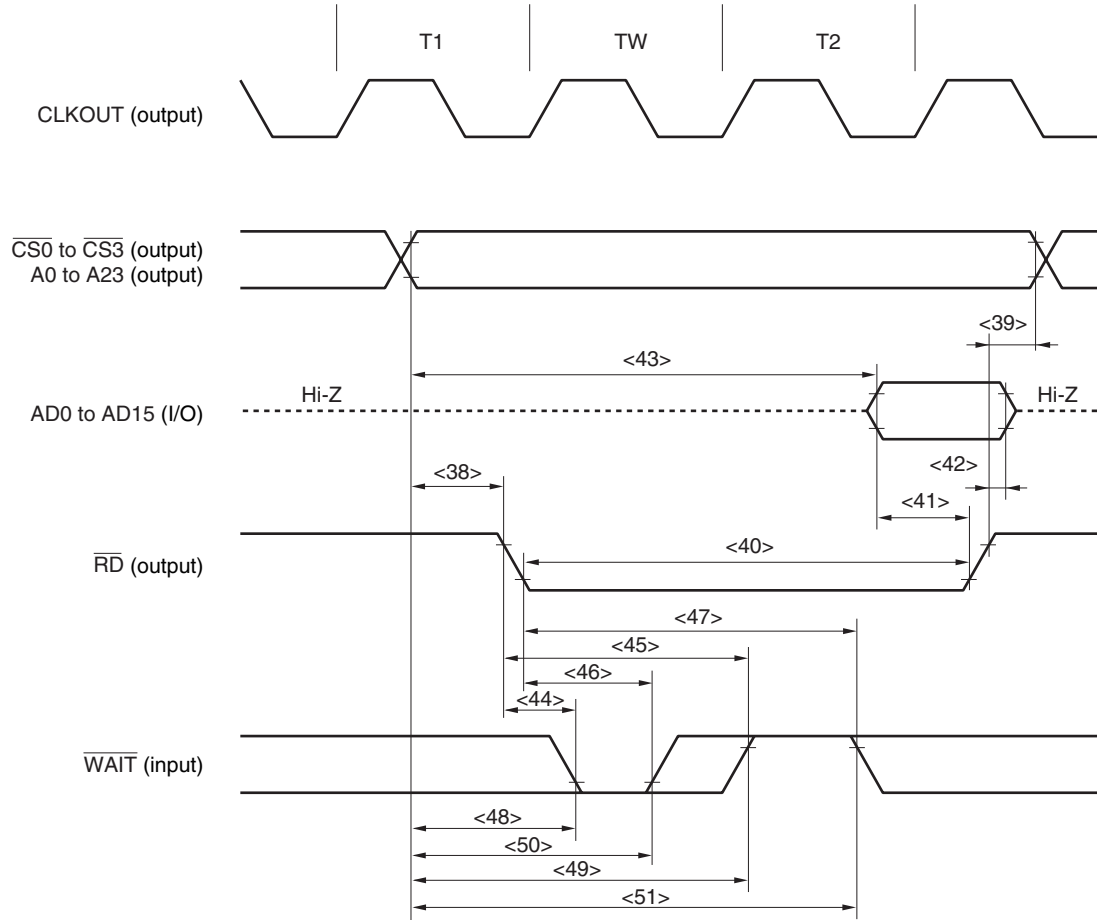 T1 TW T2
CLKOUT (output)
CS0 to CS3 (output)
A0 to A23 (output)
<39>
<43>
Hi-Z Hi-Z
AD0 to AD15 (I/O)
<42>
<38>
<41>
<40>
RD (output)
<47>
<45>
<46>
<44>
WAIT (input)
<48>
<50>
<49>
<51>